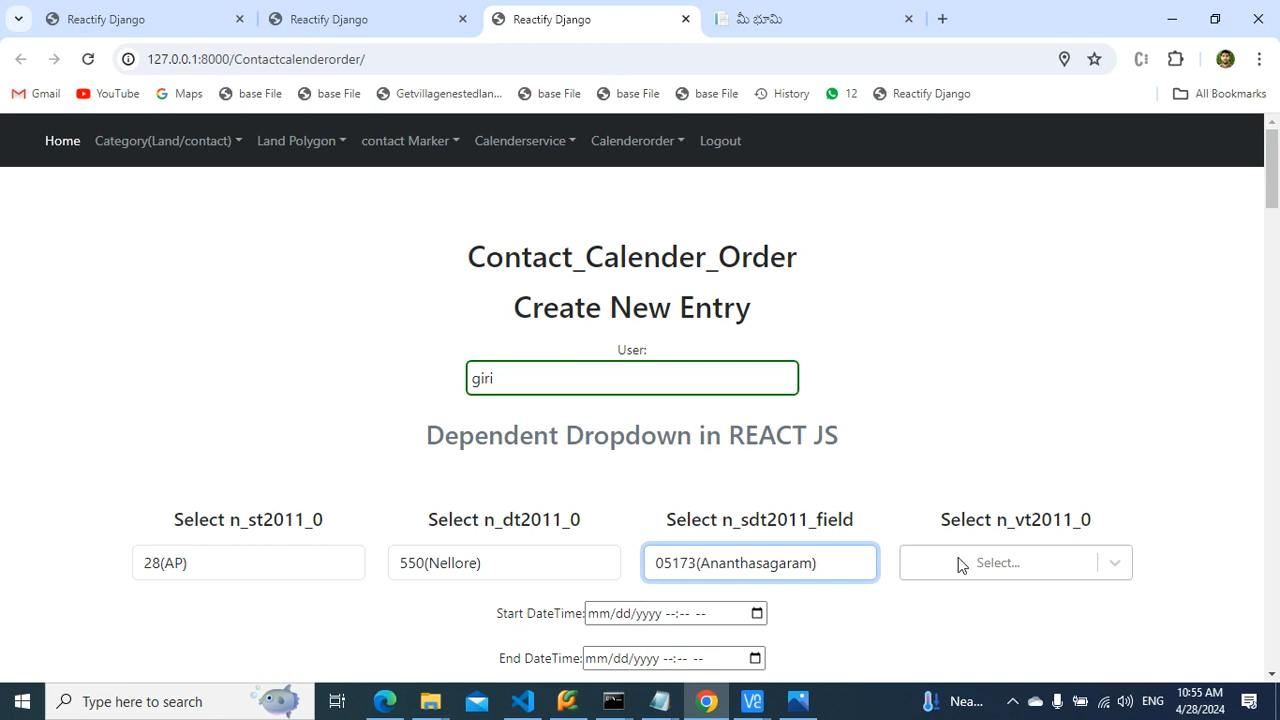 Reactify Django
Reactify Django
Reactify Django
మీ భూమి
127.0.0.1:8000/Contactcalenderorder/
Gmail
YouTube
Maps
base File
base File
Getvillagenestedlan...
base File
base File
base File
History
12
Reactify Django
All Bookmarks
Home
Category(Land/contact)
Land Polygon
contact Marker
Calenderservice
Calenderorder
Logout
Contact_Calender_Order
Create New Entry
User:
giri
Dependent Dropdown in REACT JS
Select n_st2011_0
Select n_dt2011_0
Select n_sdt2011_field
Select n_vt2011_0
28(AP)
550(Nellore)
05173(Ananthasagaram)
Select...
Start DateTime: mm/dd/yyyy --:-- --
End DateTime: mm/dd/yyyy --:-- --
Type here to search
Nea...
ENG
10:55 AM
4/28/2024